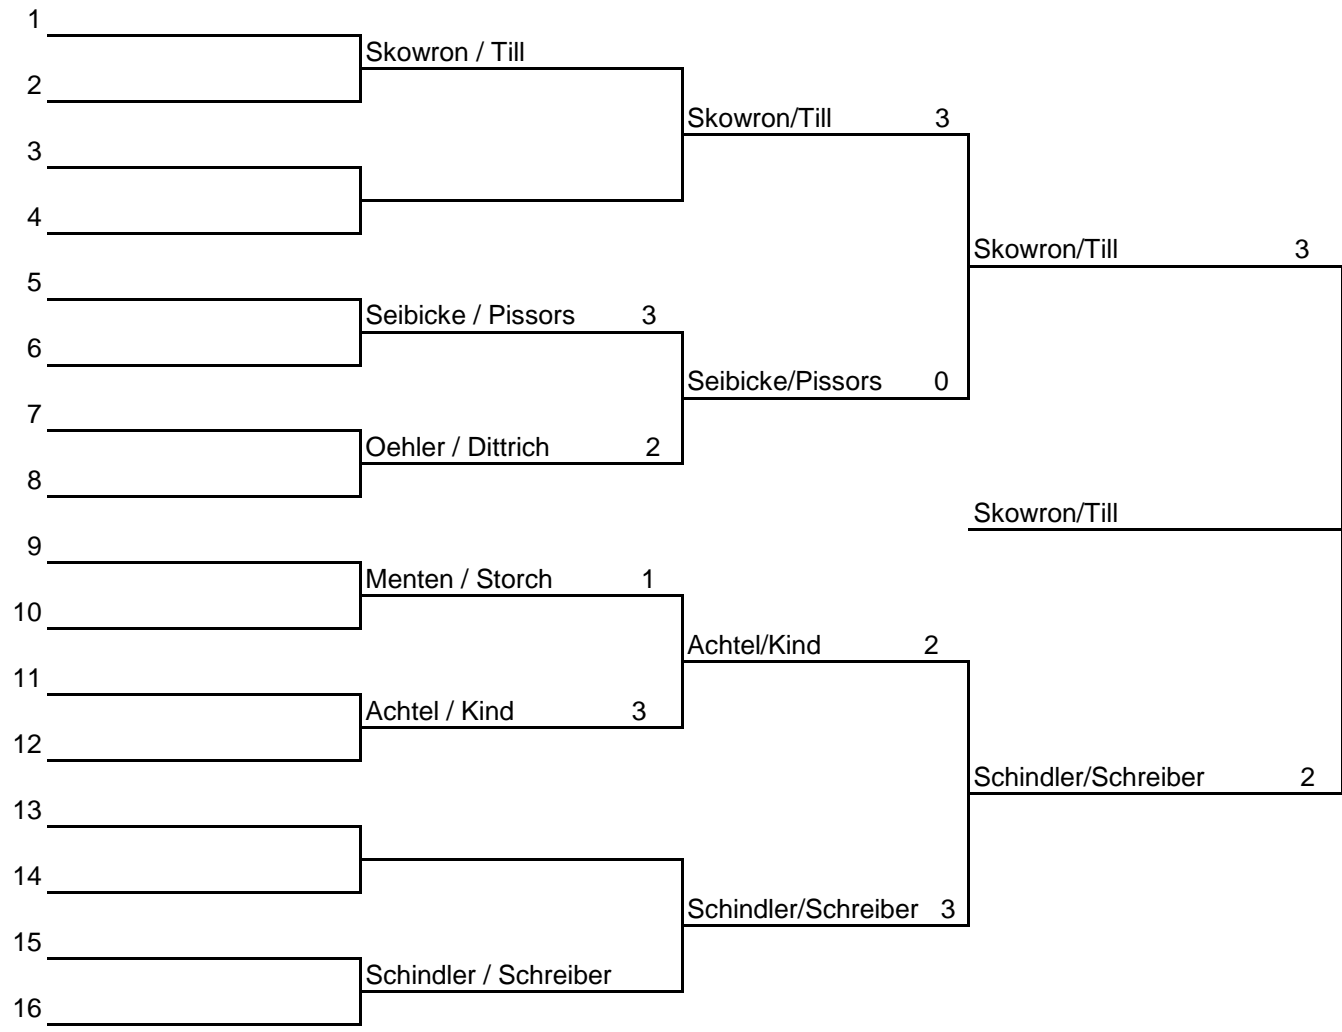 1
Skowron / Till
2
Skowron/Till 3
3
4
Skowron/Till 3
5
Seibicke / Pissors 3
6
Seibicke/Pissors 0
7
Oehler / Dittrich 2
8
Skowron/Till
9
Menten / Storch 1
10
Achtel/Kind 2
11
Achtel / Kind 3
12
Schindler/Schreiber 2
13
14
Schindler/Schreiber 3
15
Schindler / Schreiber
16